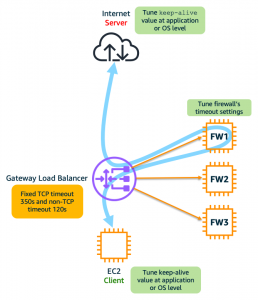 Internet
Server
Tune keep-alive
value at application
or OS level
Tune firewall's
timeout settings
FW1
Gateway Load Balancer
Fixed TCP timeout
350s and non-TCP
timeout 120s
FW2
FW3
EC2
Client
Tune keep-alive
value at application
or OS level